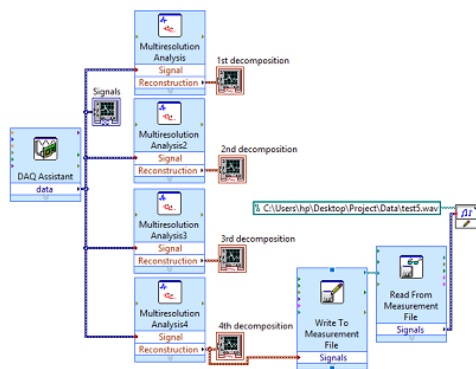 Multiresolution
Analysis
Signal
Reconstruction
1st decomposition
Signals
DAQ Assistant
data
Multiresolution
Analysis2
Signal
Reconstruction
2nd decomposition
Multiresolution
Analysis3
Signal
Reconstruction
3rd decomposition
Multiresolution
Analysis4
Signal
Reconstruction
4th decomposition
C:\Users\hp\Desktop\Project\Data\test5.wav
Write To
Measurement
File
Signals
Read From
Measurement File
Signals